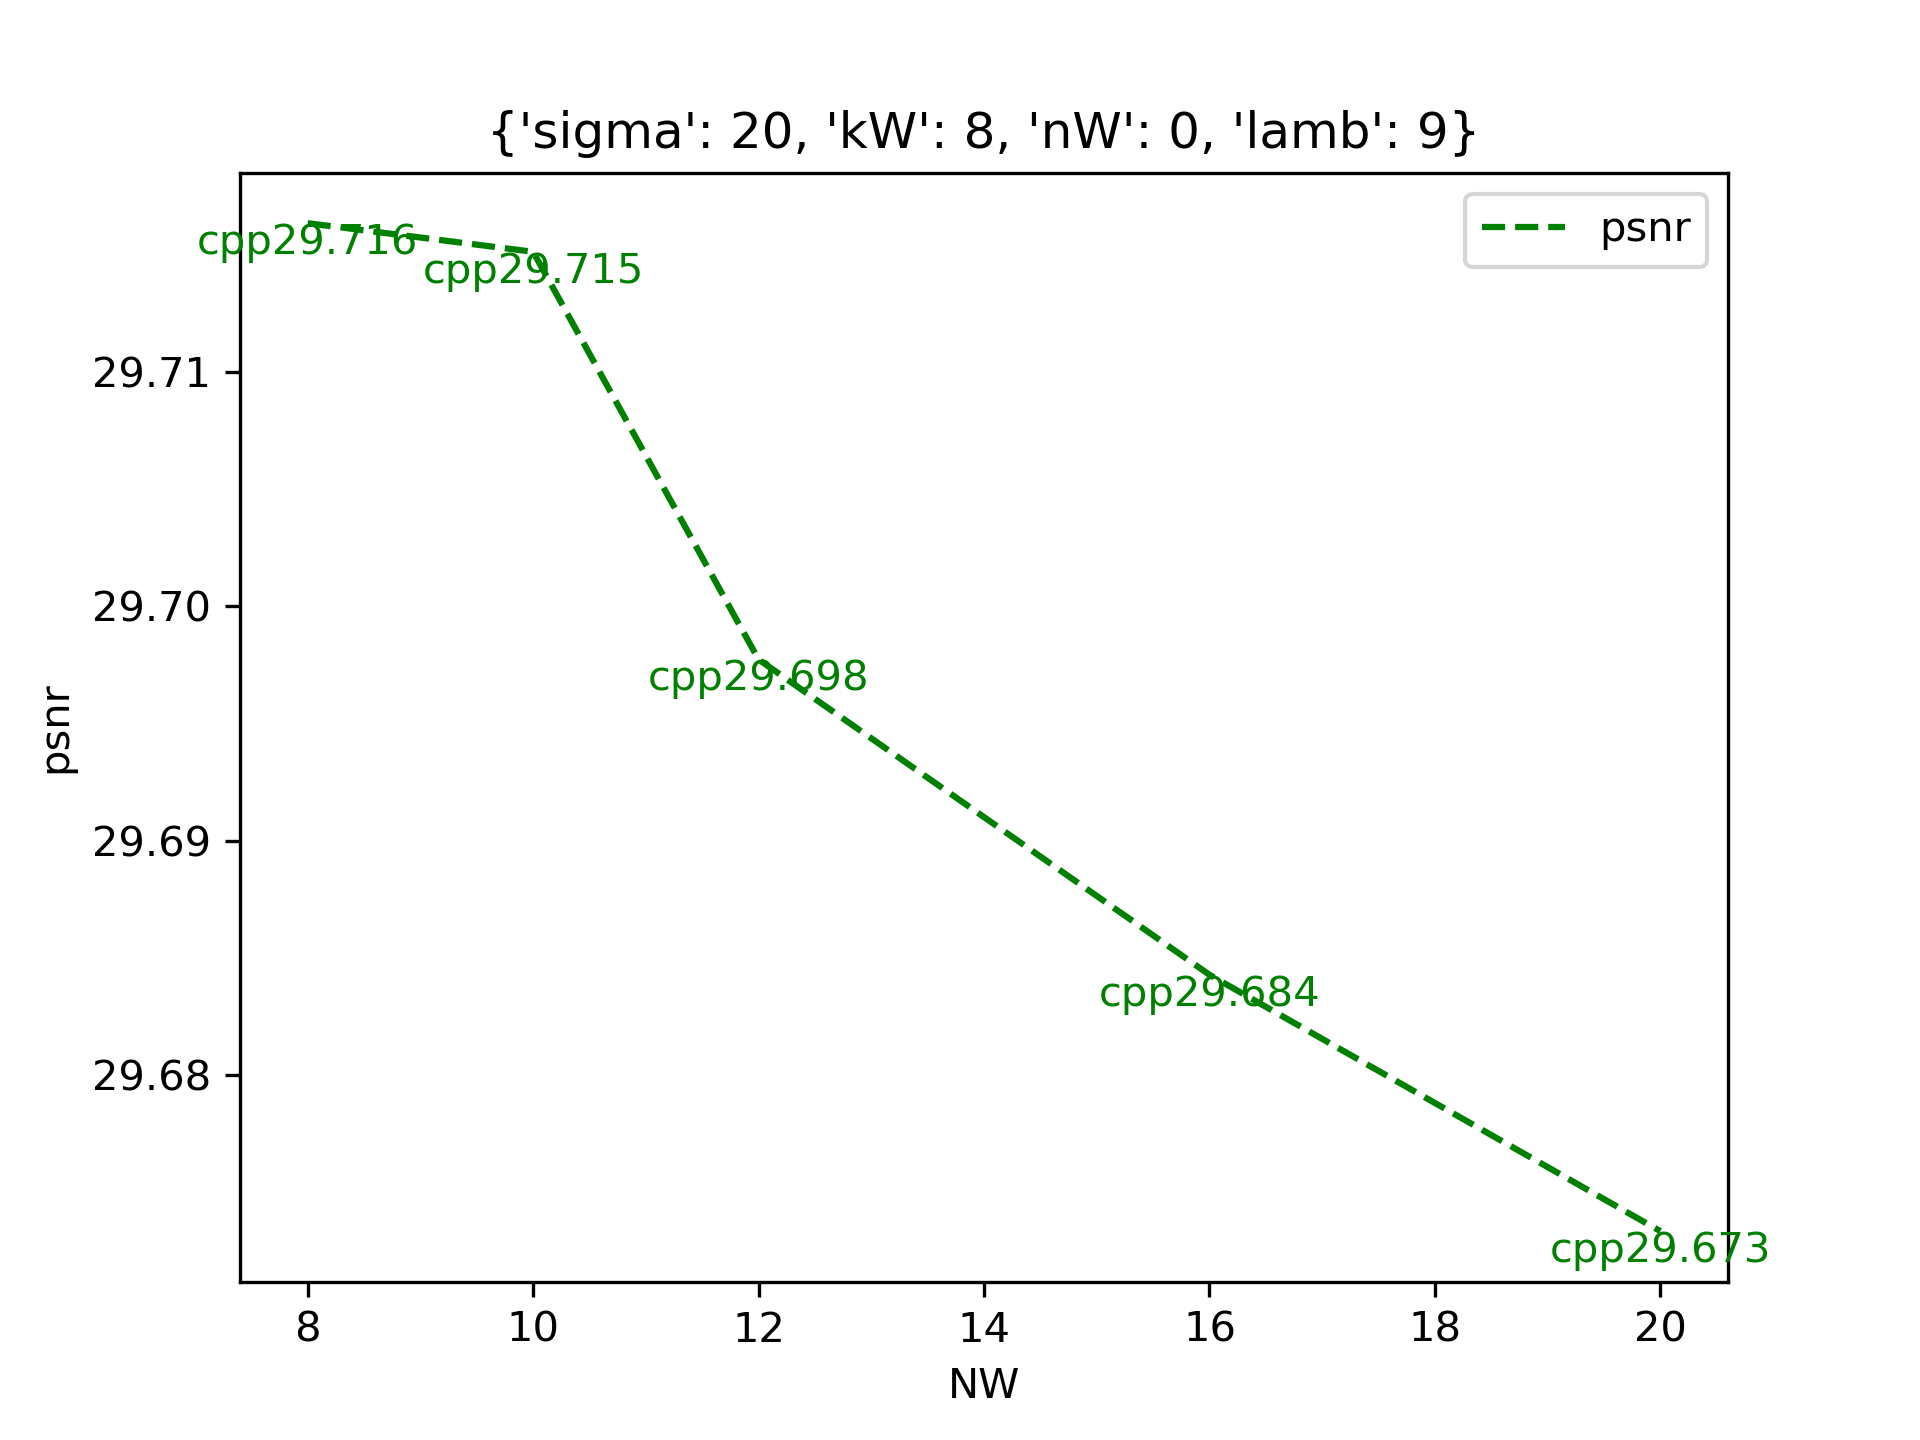 {'sigma': 20, 'kW': 8, 'nW': 0, 'lamb': 9}
psnr
cpp29.716
cpp29.715
29.71
29.70
cpp29.698
psnr
29.69
cpp29.684
29.68
cpp29.673
8 10 12 14 16 18 20
NW